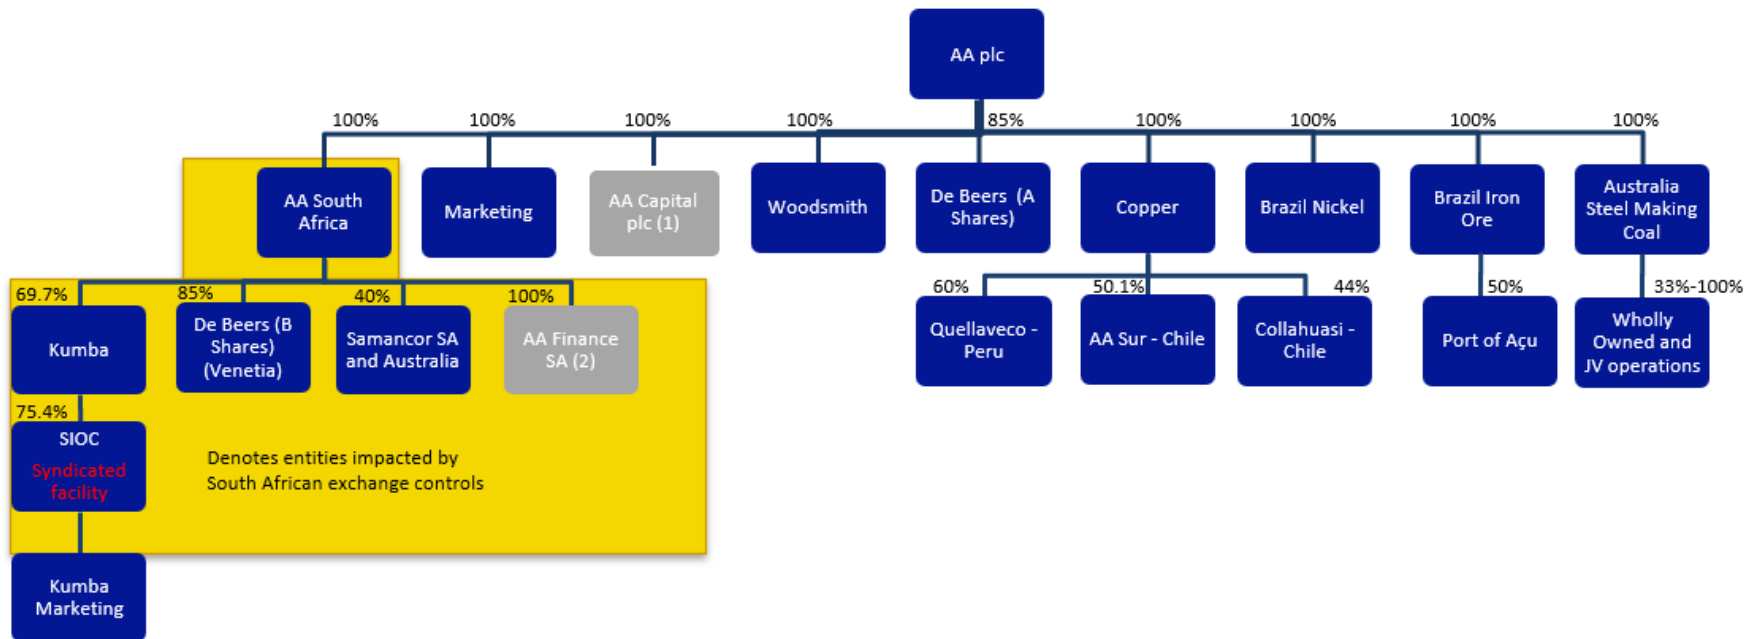 AA plc
100%
100%
100%
100%
85%
100%
100%
100%
100%
AA South
Africa
Marketing
AA Capital
plc (1)
Woodsmith
De Beers (A
Shares)
Copper
Brazil Nickel
Brazil Iron
Ore
Australia
Steel Making
Coal
69.7%
85%
40%
100%
60%
50.1%
44%
50%
33%-100%
Kumba
De Beers (B
Shares)
(Venetia)
Samancor SA
and Australia
AA Finance
SA (2)
Quellaveco -
Peru
AA Sur - Chile
Collahuasi -
Chile
Port of Açu
Wholly
Owned and
JV operations
75.4%
SIOC
Syndicated
facility
Denotes entities impacted by
South African exchange controls
Kumba
Marketing